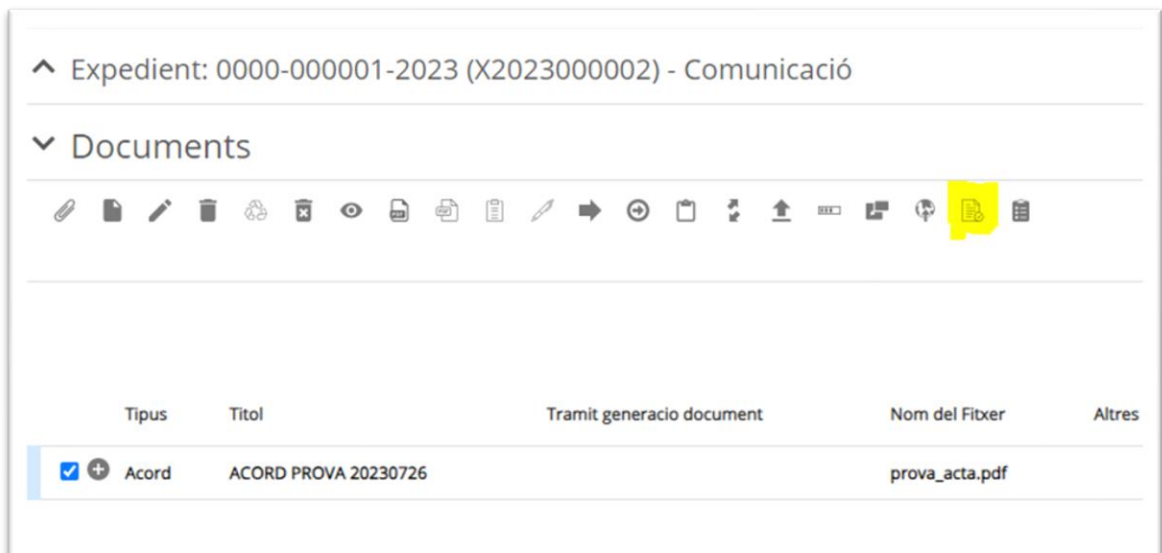 Expedient: 0000-000001-2023 (X2023000002) - Comunicació
Documents
Tipus Titol Tramit generacio document Nom del Fitxer Altres
Acord ACORD PROVA 20230726 prova_acta.pdf